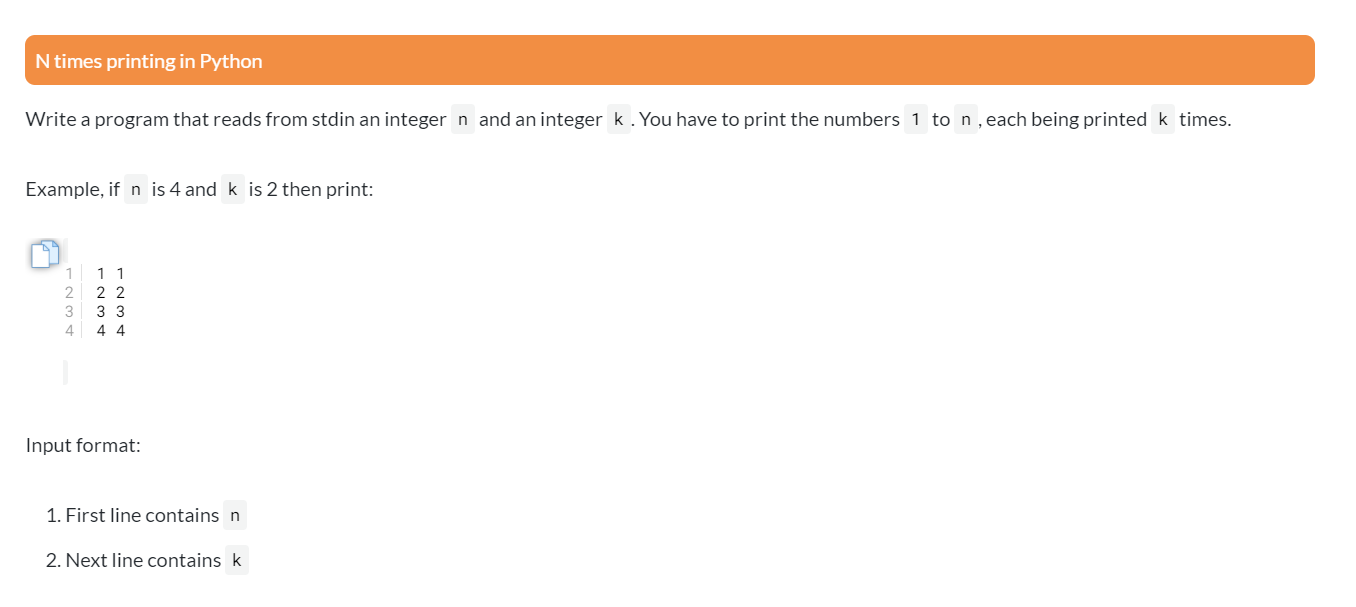 N times printing in Python
Write a program that reads from stdin an integer n and an integer k . You have to print the numbers 1 to n , each being printed k times.
Example, if n is 4 and k is 2 then print:
1 1 1
2 2 2
3 3 3
4 4 4
Input format:
1. First line contains n
2. Next line contains k